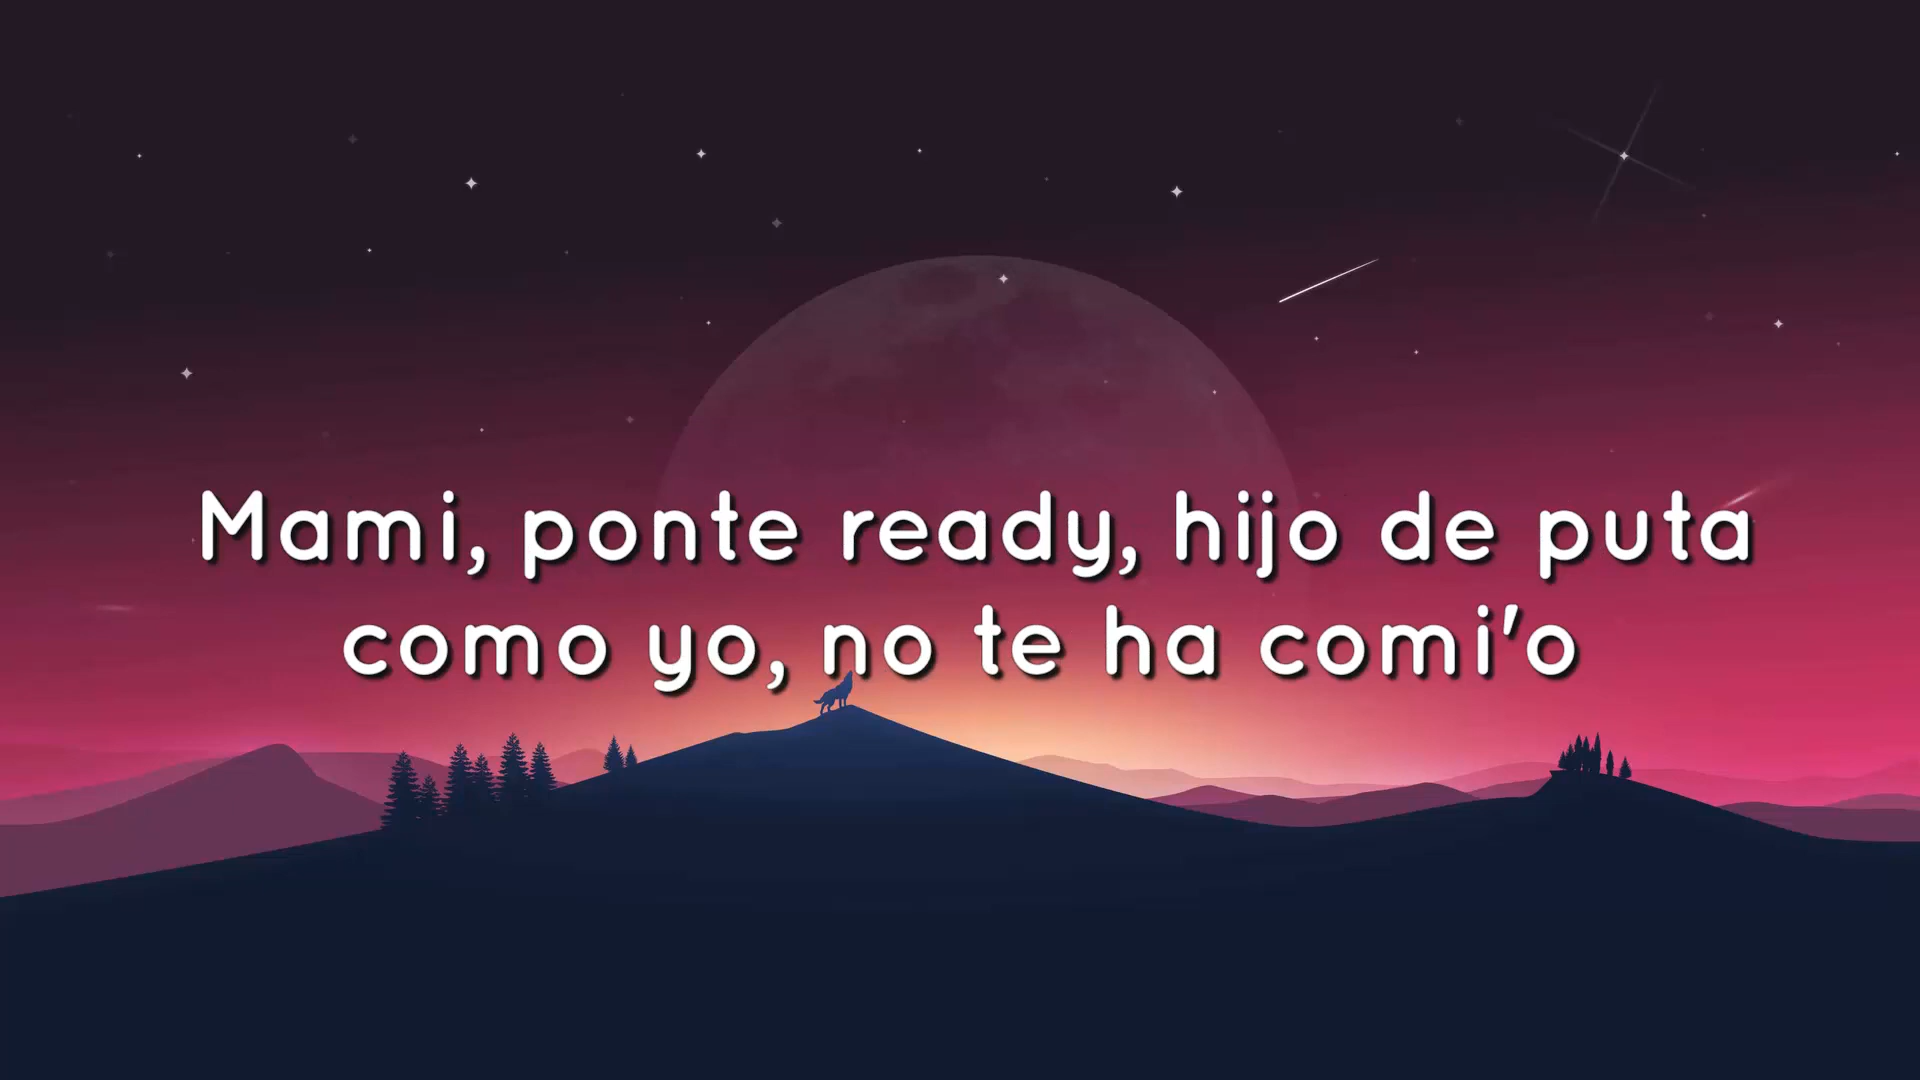 Mami, ponte ready, hijo de puta
como yo, no te ha comi'o